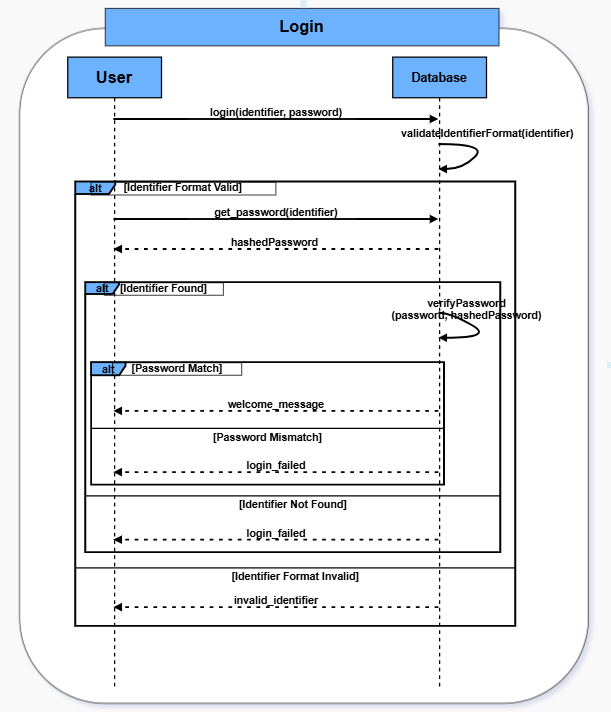 Login
User
Database
login(identifier, password)
validateIdentifierFormat(identifier)
alt [Identifier Format Valid]
get_password(identifier)
hashedPassword
alt [Identifier Found]
verifyPassword
(password, hashedPassword)
alt [Password Match]
welcome_message
[Password Mismatch]
login_failed
[Identifier Not Found]
login_failed
[Identifier Format Invalid]
invalid_identifier